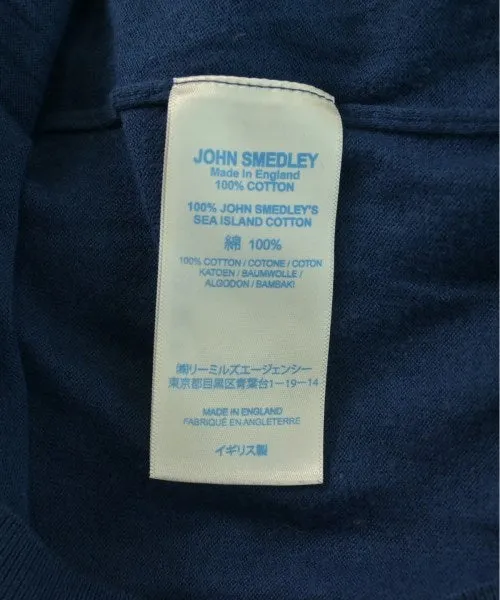 JOHN SMEDLEY
Made in England
100% COTTON
100% JOHN SMEDLEY'S
SEA ISLAND COTTON
綿 100%
100% COTTON / COTONE / COTON
KATOEN / BAUMWOLLE /
ALGODON / BAMBAKI
㈱リーミルズエージェンシー
東京都目黒区青葉台1-19-14
MADE IN ENGLAND
FABRIQUÉ EN ANGLETERRE
イギリス製